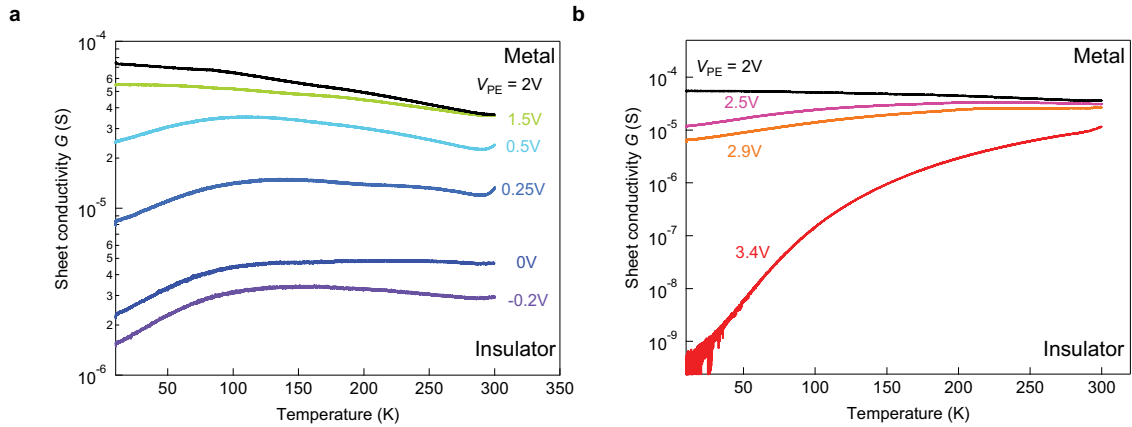 a
Sheet conductivity G (S)
10⁻⁴
6
5
4
3
2
10⁻⁵
6
5
4
3
2
10⁻⁶
Metal
V_PE = 2V
1.5V
0.5V
0.25V
0V
-0.2V
Insulator
50 100 150 200 250 300 350
Temperature (K)
b
Sheet conductivity G (S)
10⁻⁴
10⁻⁵
10⁻⁶
10⁻⁷
10⁻⁸
10⁻⁹
Metal
V_PE = 2V
2.5V
2.9V
3.4V
Insulator
50 100 150 200 250 300
Temperature (K)